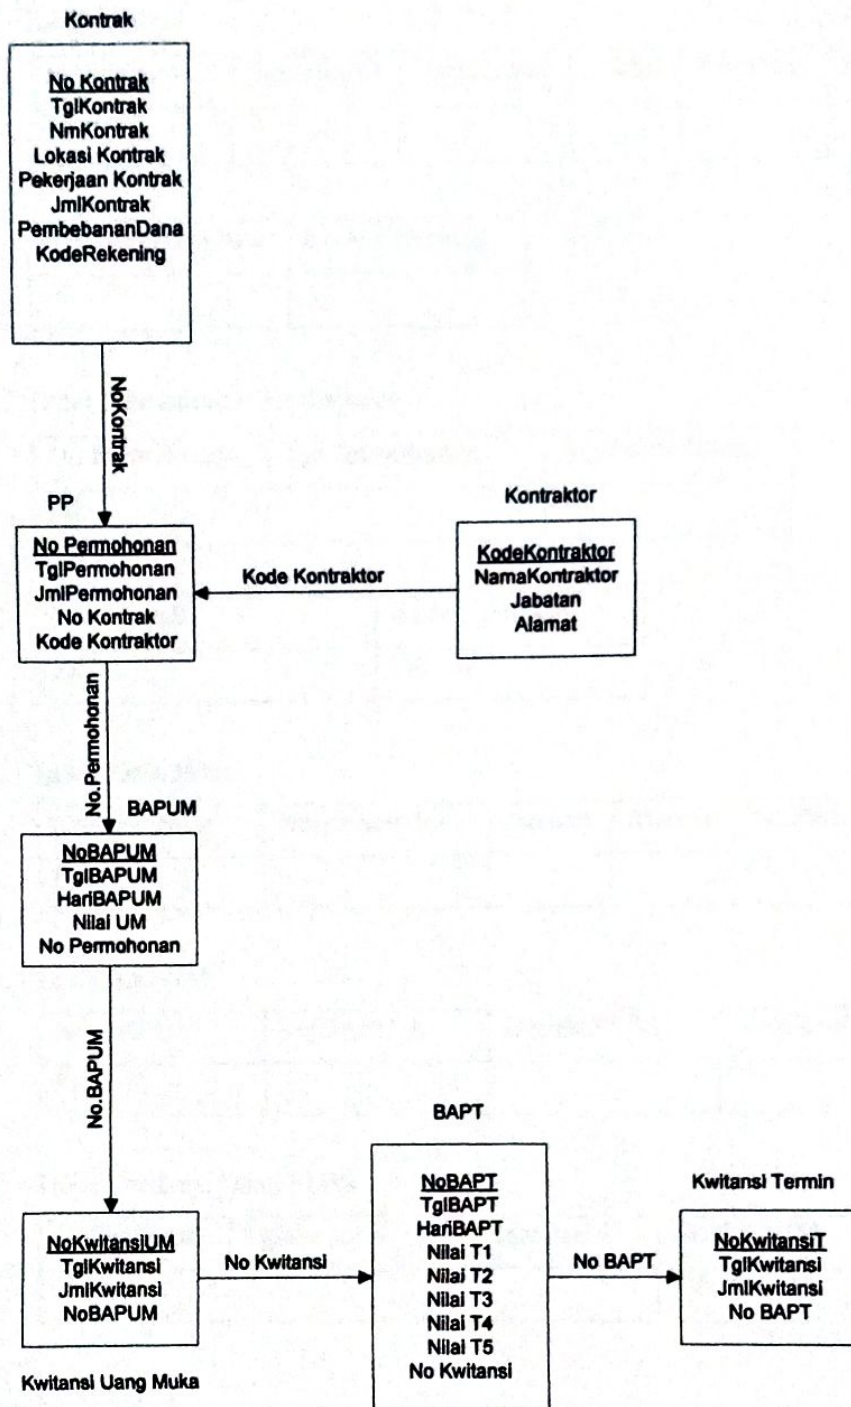 Kontrak
No Kontrak
TglKontrak
NmKontrak
Lokasi Kontrak
Pekerjaan Kontrak
JmlKontrak
PembebananDana
KodeRekening
NoKontrak
PP
No Permohonan
TglPermohonan
JmlPermohonan
No Kontrak
Kode Kontraktor
Kode Kontraktor
Kontraktor
KodeKontraktor
NamaKontraktor
Jabatan
Alamat
No.Permohonan
BAPUM
NoBAPUM
TglBAPUM
HariBAPUM
Nilai UM
No Permohonan
No.BAPUM
NoKwitansiUM
TglKwitansi
JmlKwitansi
NoBAPUM
Kwitansi Uang Muka
No Kwitansi
BAPT
NoBAPT
TglBAPT
HariBAPT
Nilai T1
Nilai T2
Nilai T3
Nilai T4
Nilai T5
No Kwitansi
No BAPT
Kwitansi Termin
NoKwitansiT
TglKwitansi
JmlKwitansi
No BAPT